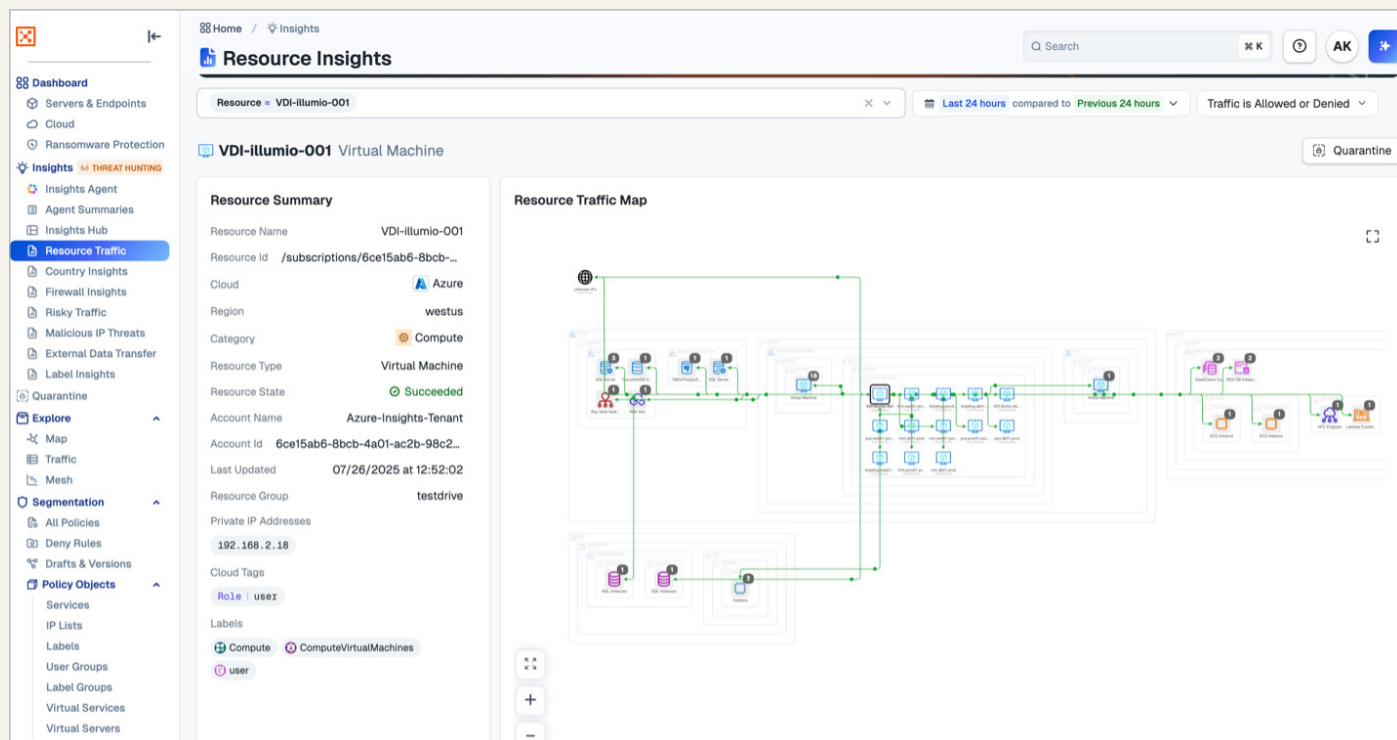 Home / Insights
Resource Insights
Search ⌘ K
AK
Dashboard
Servers & Endpoints
Cloud
Ransomware Protection
Insights THREAT HUNTING
Insights Agent
Agent Summaries
Insights Hub
Resource Traffic
Country Insights
Firewall Insights
Risky Traffic
Malicious IP Threats
External Data Transfer
Label Insights
Quarantine
Explore
Map
Traffic
Mesh
Segmentation
All Policies
Deny Rules
Drafts & Versions
Policy Objects
Services
IP Lists
Labels
User Groups
Label Groups
Virtual Services
Virtual Servers
Resource = VDI-illumio-001
Last 24 hours compared to Previous 24 hours
Traffic is Allowed or Denied
VDI-illumio-001 Virtual Machine
Quarantine
Resource Summary
Resource Name VDI-illumio-001
Resource Id /subscriptions/6ce15ab6-8bcb-...
Cloud Azure
Region westus
Category Compute
Resource Type Virtual Machine
Resource State Succeeded
Account Name Azure-Insights-Tenant
Account Id 6ce15ab6-8bcb-4a01-ac2b-98c2...
Last Updated 07/26/2025 at 12:52:02
Resource Group testdrive
Private IP Addresses
192.168.2.18
Cloud Tags
Role | user
Labels
Compute ComputeVirtualMachines
user
Resource Traffic Map